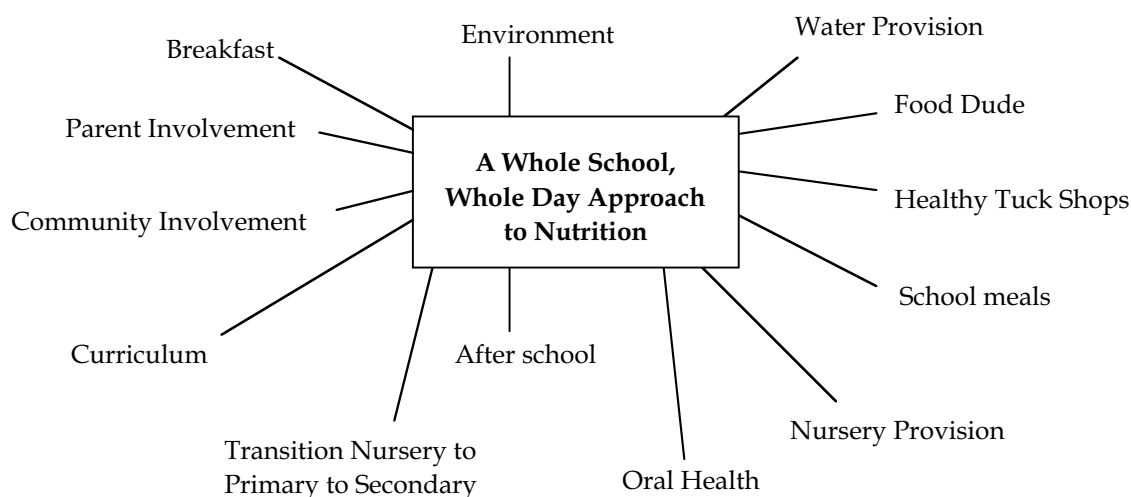 Environment
Water Provision
Breakfast
Food Dude
Parent Involvement
A Whole School,
Whole Day Approach
to Nutrition
Healthy Tuck Shops
Community Involvement
School meals
Curriculum
After school
Nursery Provision
Transition Nursery to
Primary to Secondary
Oral Health